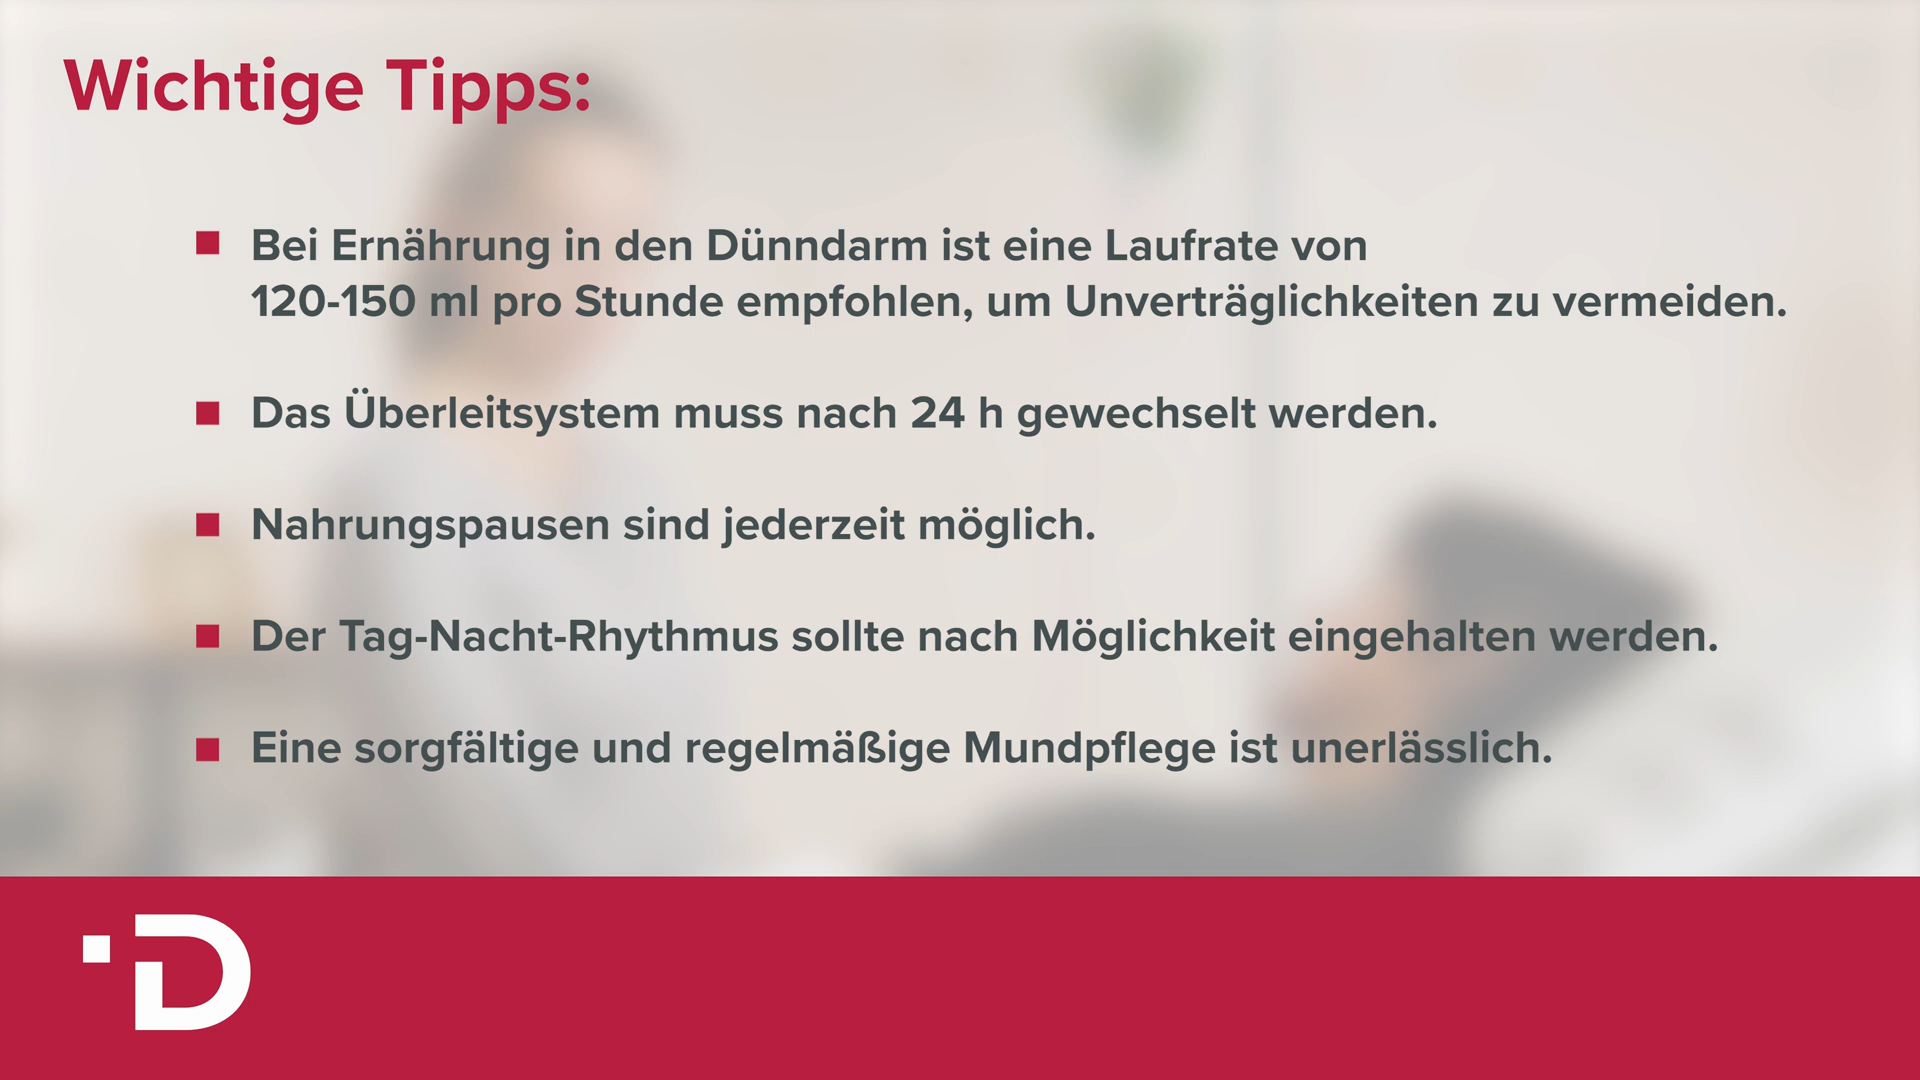 Wichtige Tipps:
Bei Ernährung in den Dünndarm ist eine Laufrate von
120-150 ml pro Stunde empfohlen, um Unverträglichkeiten zu vermeiden.
Das Überleitsystem muss nach 24 h gewechselt werden.
Nahrungspausen sind jederzeit möglich.
Der Tag-Nacht-Rhythmus sollte nach Möglichkeit eingehalten werden.
Eine sorgfältige und regelmäßige Mundpflege ist unerlässlich.
D